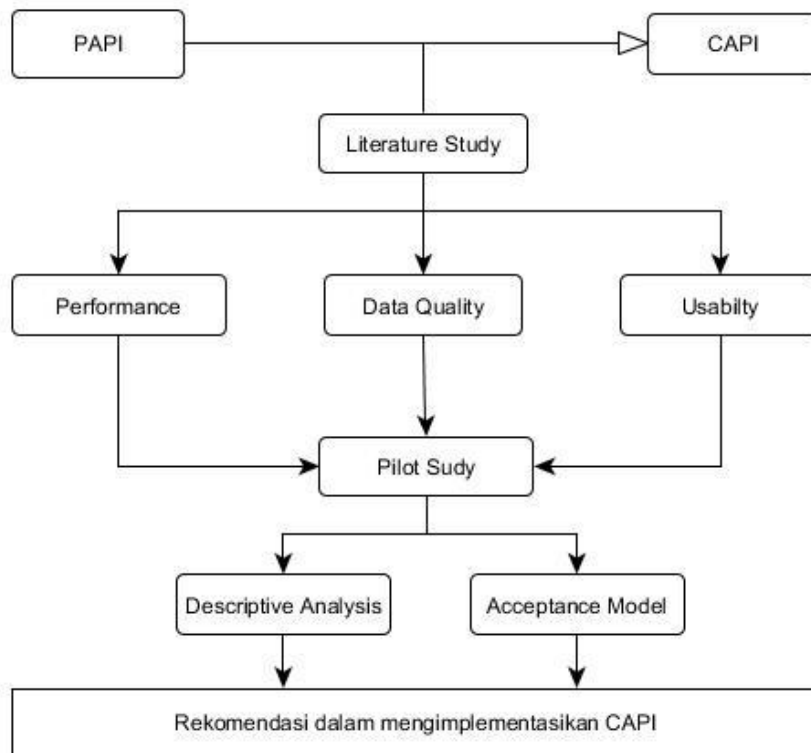 PAPI
CAPI
Literature Study
Performance
Data Quality
Usabilty
Pilot Sudy
Descriptive Analysis
Acceptance Model
Rekomendasi dalam mengimplementasikan CAPI